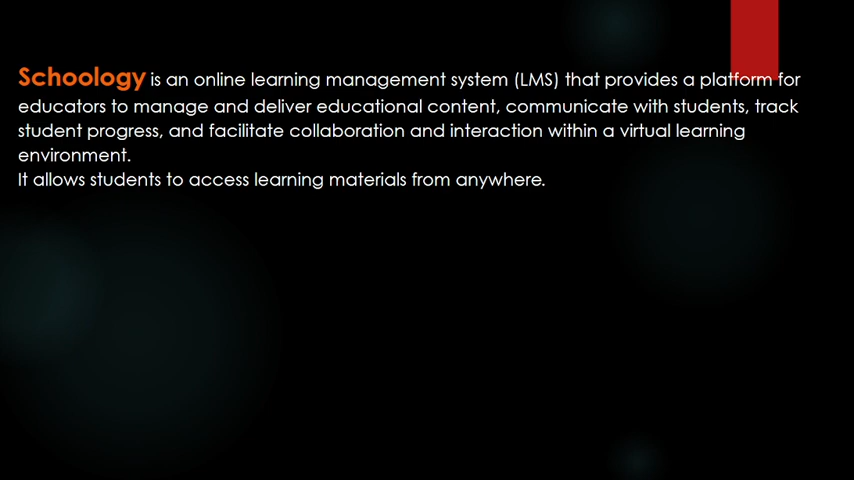 Schoology is an online learning management system (LMS) that provides a platform for
educators to manage and deliver educational content, communicate with students, track
student progress, and facilitate collaboration and interaction within a virtual learning
environment.
It allows students to access learning materials from anywhere.